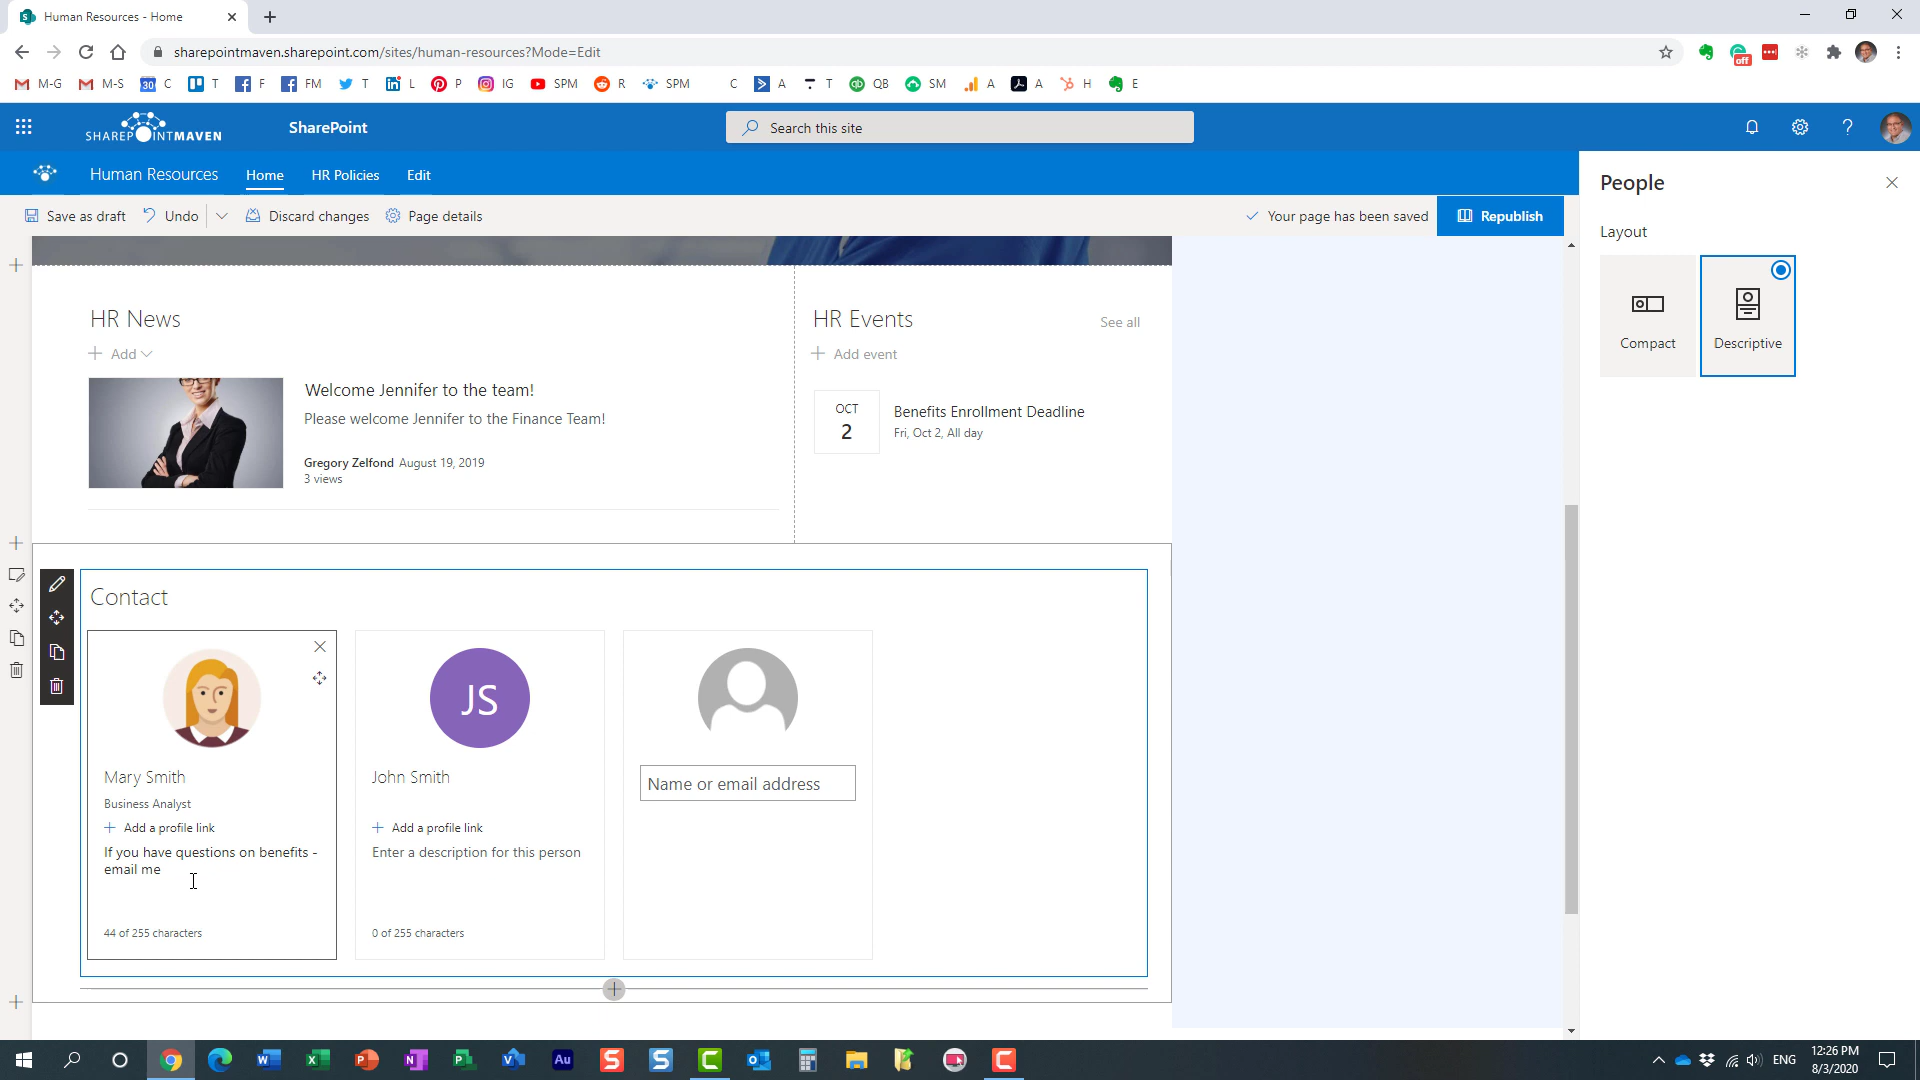 Human Resources - Home
sharepointmaven.sharepoint.com/sites/human-resources?Mode=Edit
off
M-G
M-S
30
C
T
F
FM
T
L
P
IG
SPM
R
SPM
C
A
T
qb
QB
SM
A
A
H
E
SHAREPOINTMAVEN
SharePoint
Search this site
Human Resources
Home
HR Policies
Edit
Save as draft
Undo
Discard changes
Page details
Your page has been saved
Republish
People
Layout
Compact
Descriptive
HR News
Add
Welcome Jennifer to the team!
Please welcome Jennifer to the Finance Team!
Gregory Zelfond August 19, 2019
3 views
HR Events
See all
Add event
OCT
2
Benefits Enrollment Deadline
Fri, Oct 2, All day
Contact
Mary Smith
Business Analyst
Add a profile link
If you have questions on benefits -
email me
44 of 255 characters
JS
John Smith
Add a profile link
Enter a description for this person
0 of 255 characters
Name or email address
Au
ENG
12:26 PM
8/3/2020